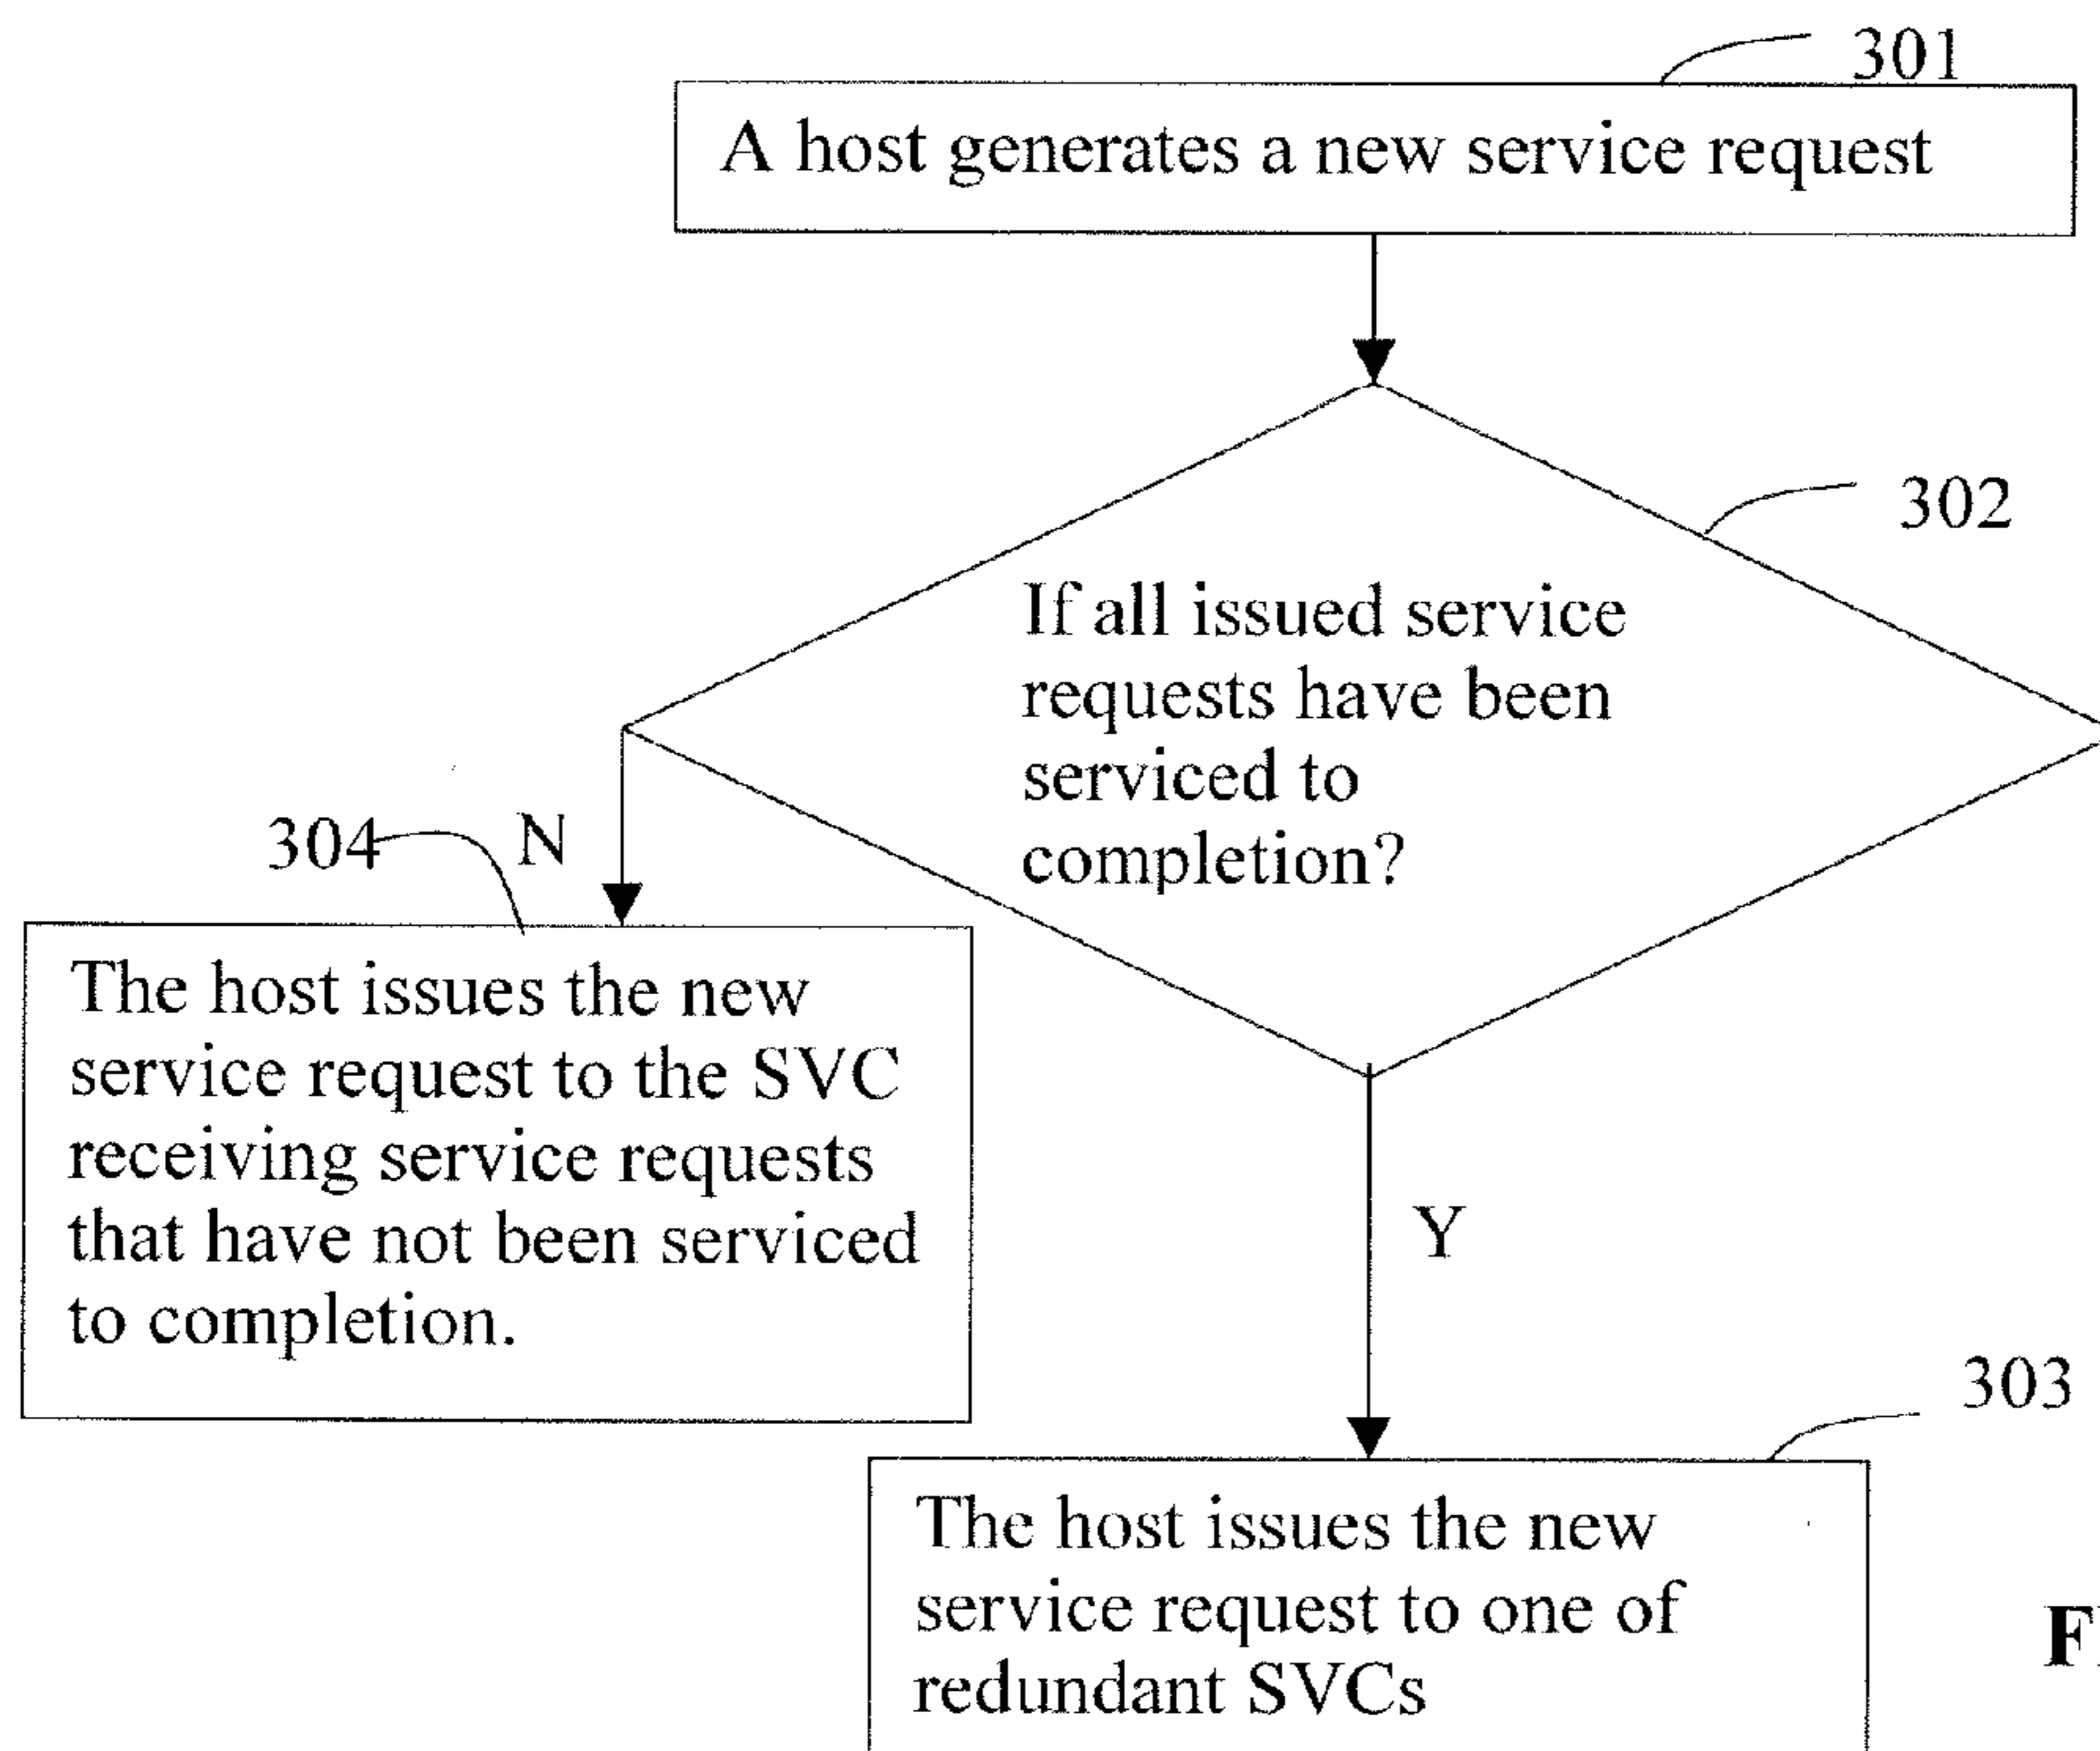 301
A host generates a new service request
302
If all issued service
requests have been
serviced to
completion?
304
N
The host issues the new
service request to the SVC
receiving service requests
that have not been serviced
to completion.
Y
303
The host issues the new
service request to one of
redundant SVCs